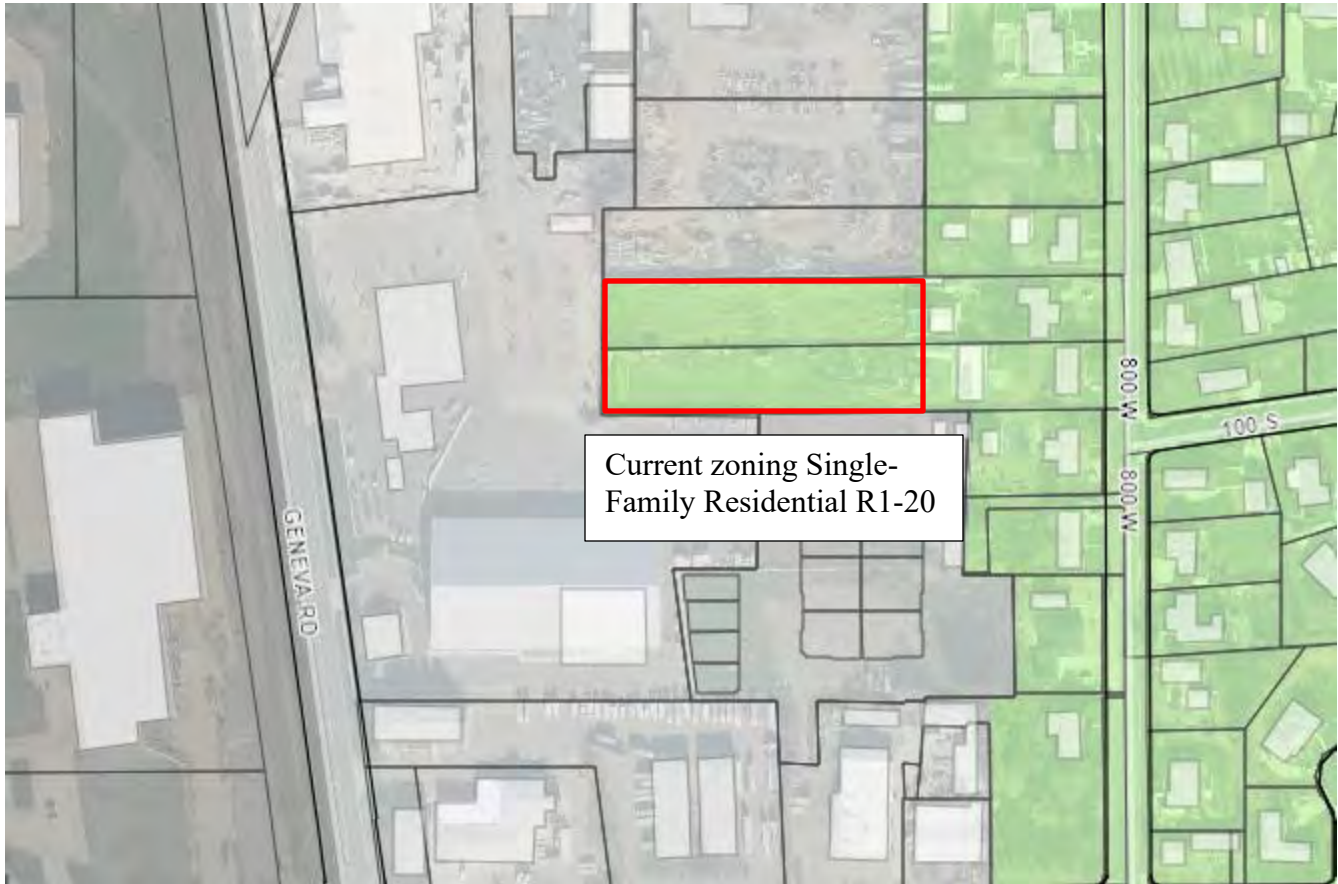 800 W
100 S
Current zoning Single-
Family Residential R1-20
800 W
GENEVA RD